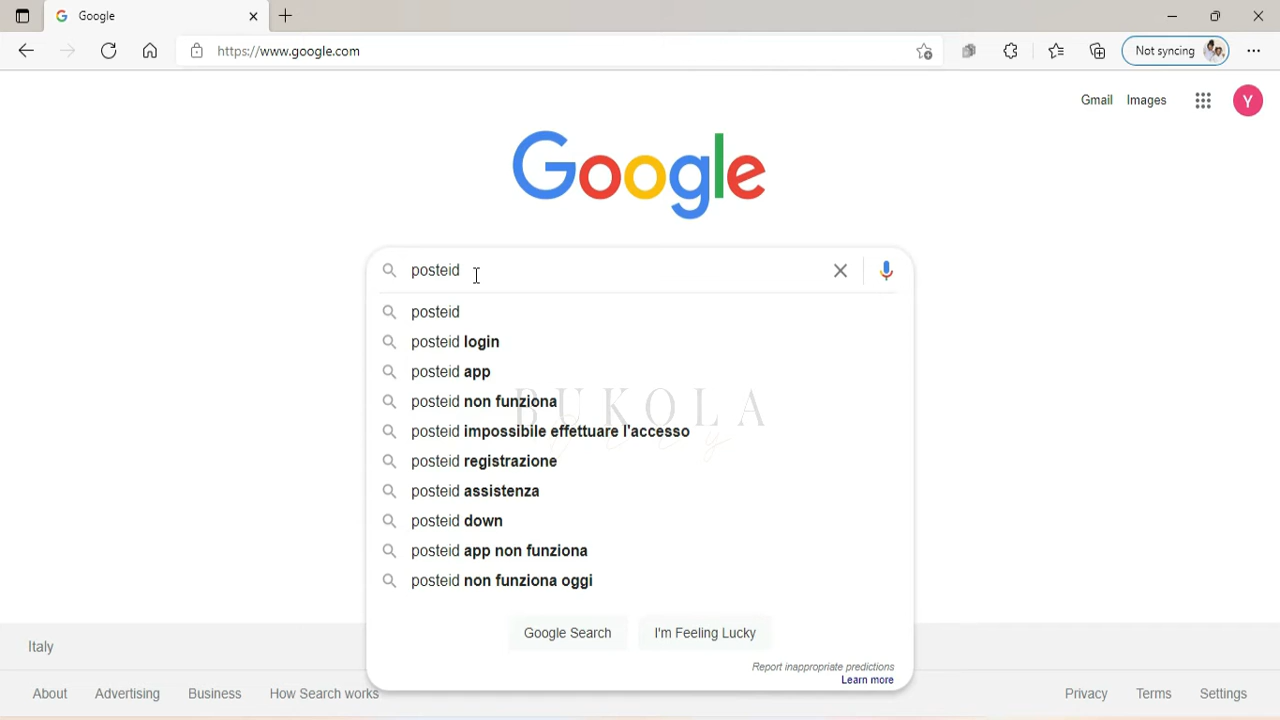 Google
https://www.google.com
Not syncing
Gmail
Images
Y
Google
posteid
posteid
posteid login
posteid app
posteid non funziona
posteid impossibile effettuare l'accesso
posteid registrazione
posteid assistenza
posteid down
posteid app non funziona
posteid non funziona oggi
BUKOLA
Google Search
I'm Feeling Lucky
Report inappropriate predictions
Learn more
Italy
About
Advertising
Business
How Search works
Privacy
Terms
Settings